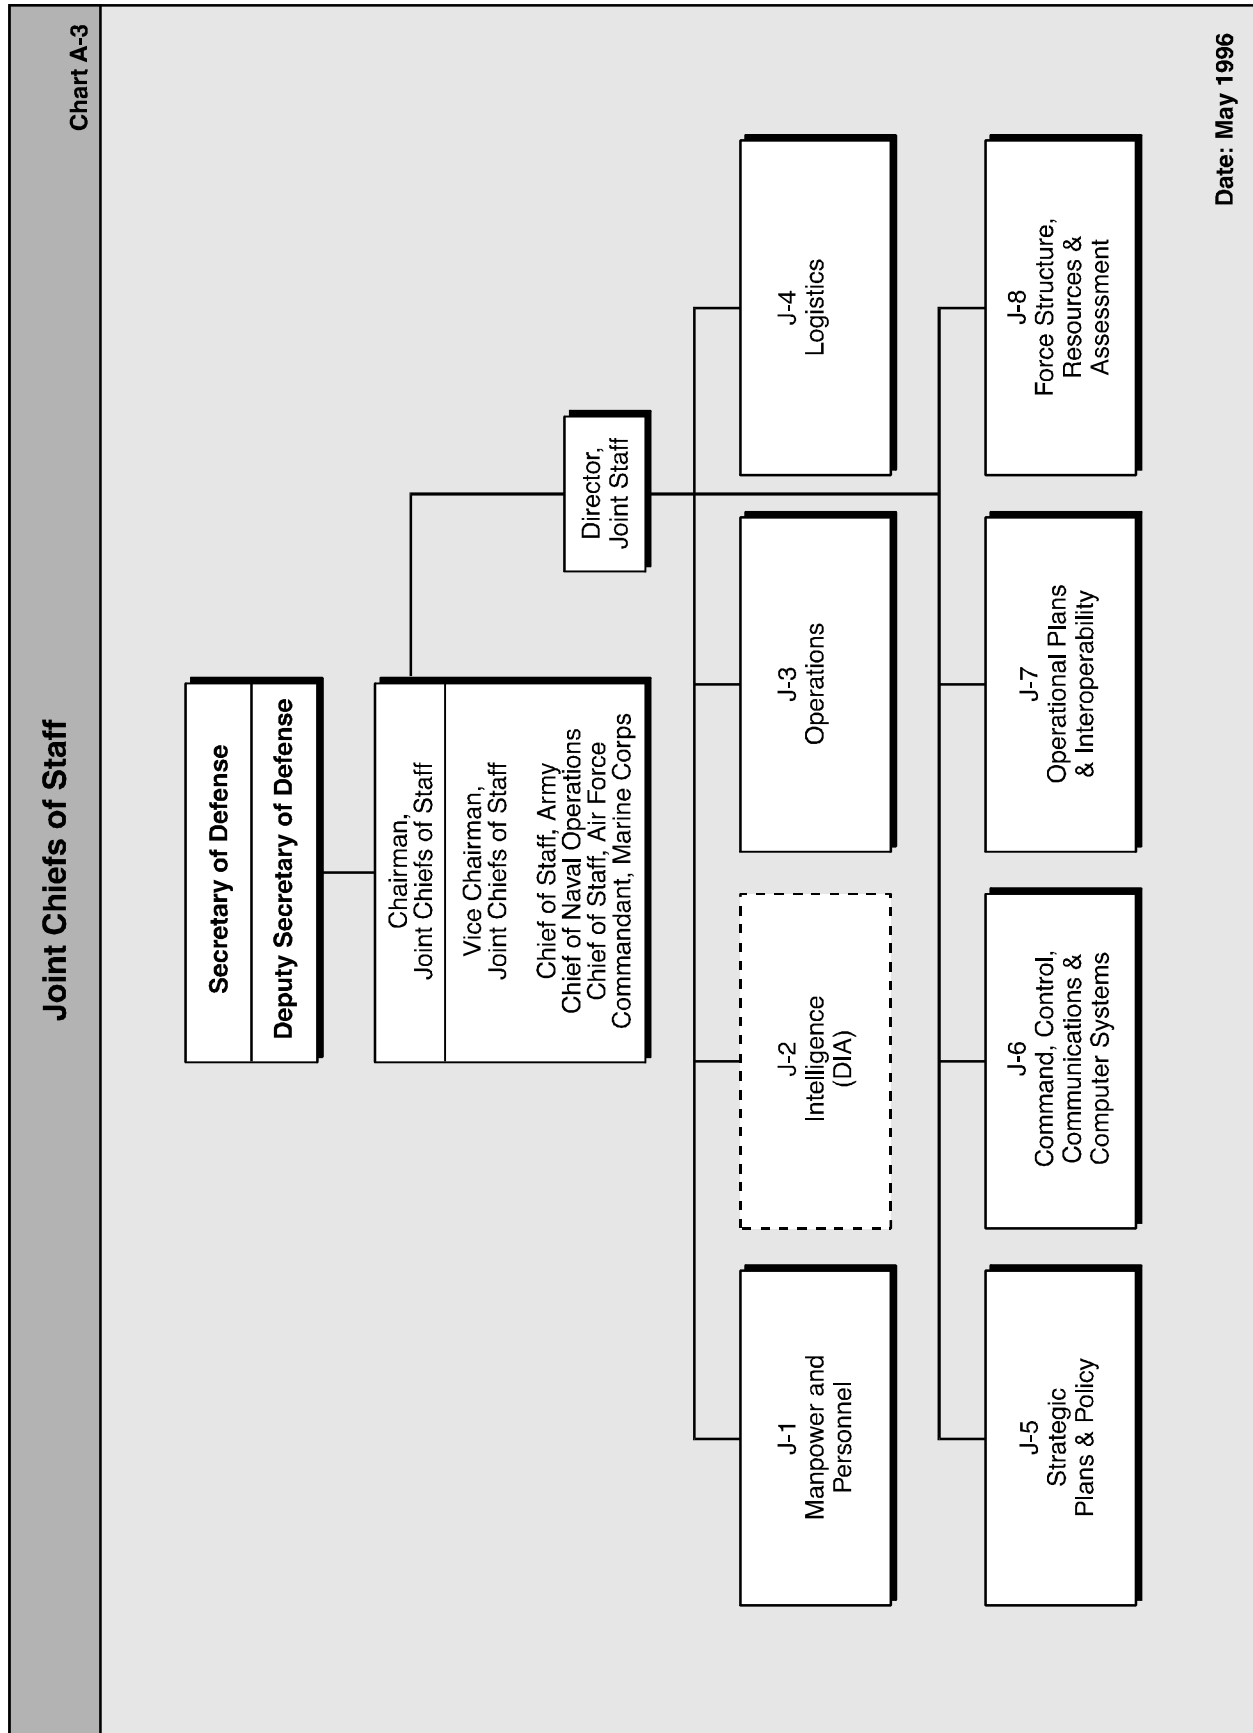 Joint Chiefs of Staff
Chart A-3
Secretary of Defense
Deputy Secretary of Defense
Chairman,
Joint Chiefs of Staff
Vice Chairman,
Joint Chiefs of Staff
Chief of Staff, Army
Chief of Naval Operations
Chief of Staff, Air Force
Commandant, Marine Corps
Director,
Joint Staff
J-1
Manpower and
Personnel
J-2
Intelligence
(DIA)
J-3
Operations
J-4
Logistics
J-5
Strategic
Plans & Policy
J-6
Command, Control,
Communications &
Computer Systems
J-7
Operational Plans
& Interoperability
J-8
Force Structure,
Resources &
Assessment
Date: May 1996